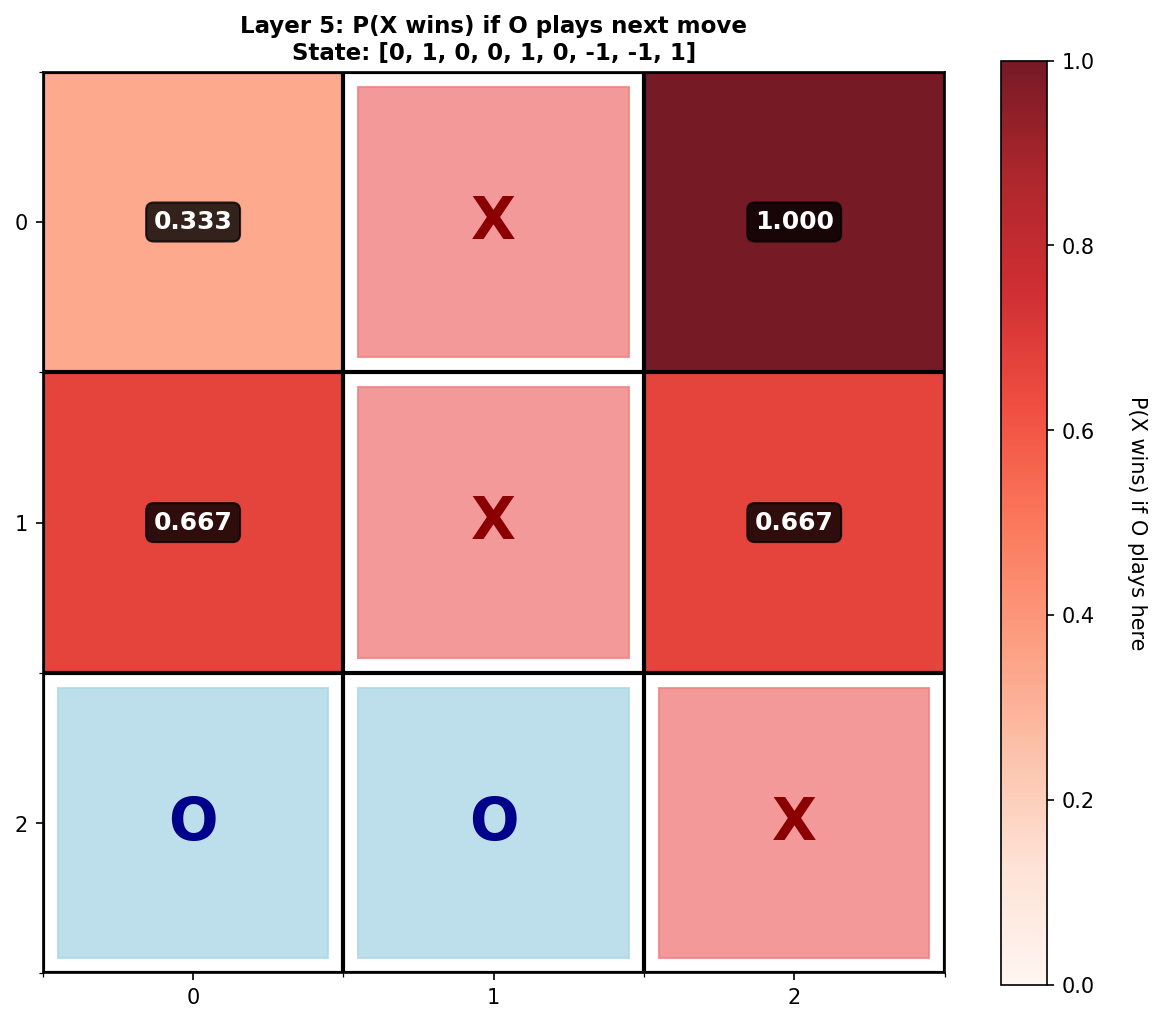 Layer 5: P(X wins) if O plays next move
State: [0, 1, 0, 0, 1, 0, -1, -1, 1]
0
0.333
X
1.000
1
0.667
X
0.667
2
O
O
X
0
1
2
1.0
0.8
0.6
0.4
0.2
0.0
P(X wins) if O plays here